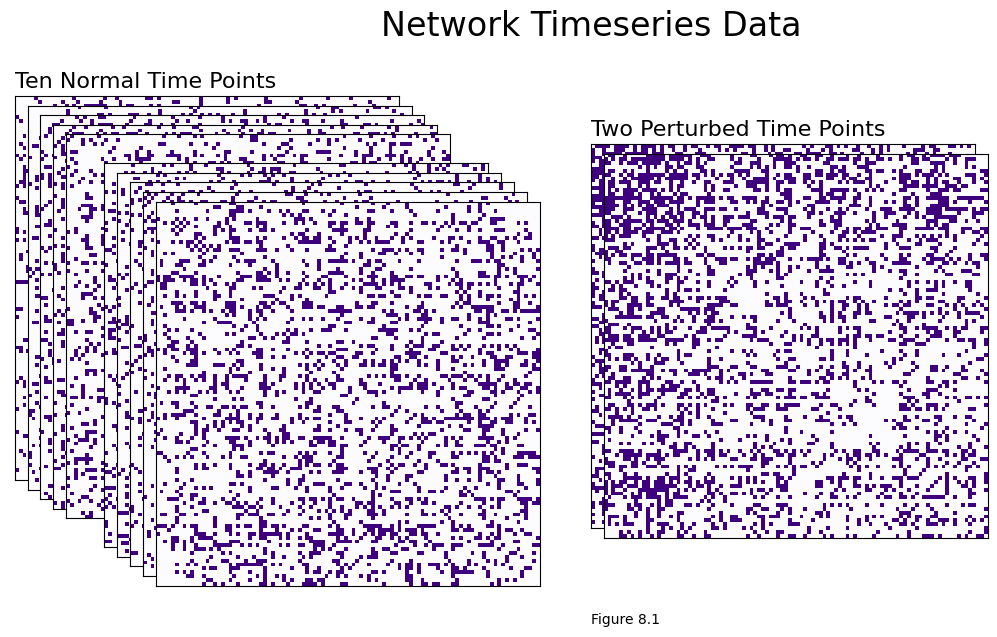 Network Timeseries Data
Ten Normal Time Points
Two Perturbed Time Points
Figure 8.1